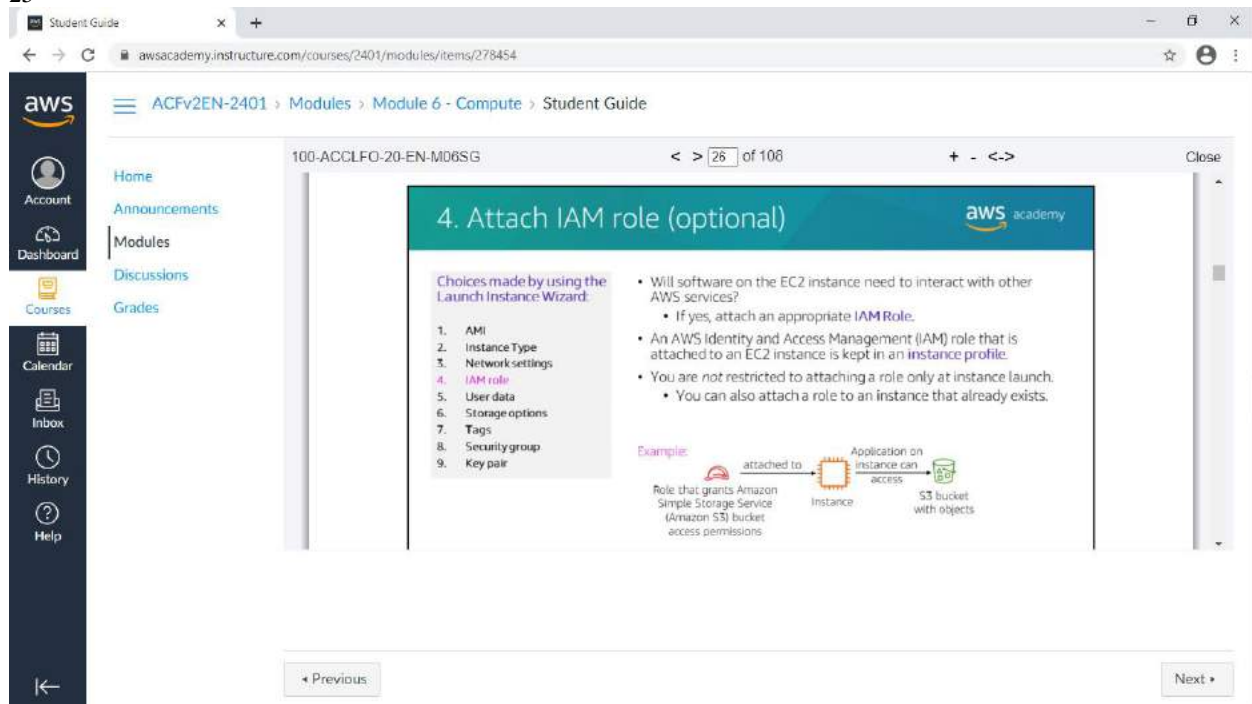 Student Guide
awsacademy.instructure.com/courses/2401/modules/items/278454
aws
ACFv2EN-2401 › Modules › Module 6 - Compute › Student Guide
Account
Dashboard
Courses
Calendar
Inbox
History
Help
Home
Announcements
Modules
Discussions
Grades
100-ACCLFO-20-EN-M06SG
< > 26 of 108
+ - <->
Close
4. Attach IAM role (optional)
aws academy
Choices made by using the
Launch Instance Wizard:
1. AMI
2. Instance Type
3. Network settings
4. IAM role
5. User data
6. Storage options
7. Tags
8. Security group
9. Key pair
• Will software on the EC2 instance need to interact with other
AWS services?
• If yes, attach an appropriate IAM Role.
• An AWS Identity and Access Management (IAM) role that is
attached to an EC2 instance is kept in an instance profile.
• You are not restricted to attaching a role only at instance launch.
• You can also attach a role to an instance that already exists.
Example:
Role that grants Amazon
Simple Storage Service
(Amazon S3) bucket
access permissions
attached to
Instance
Application on
instance can
access
S3 bucket
with objects
◂ Previous
Next ▸